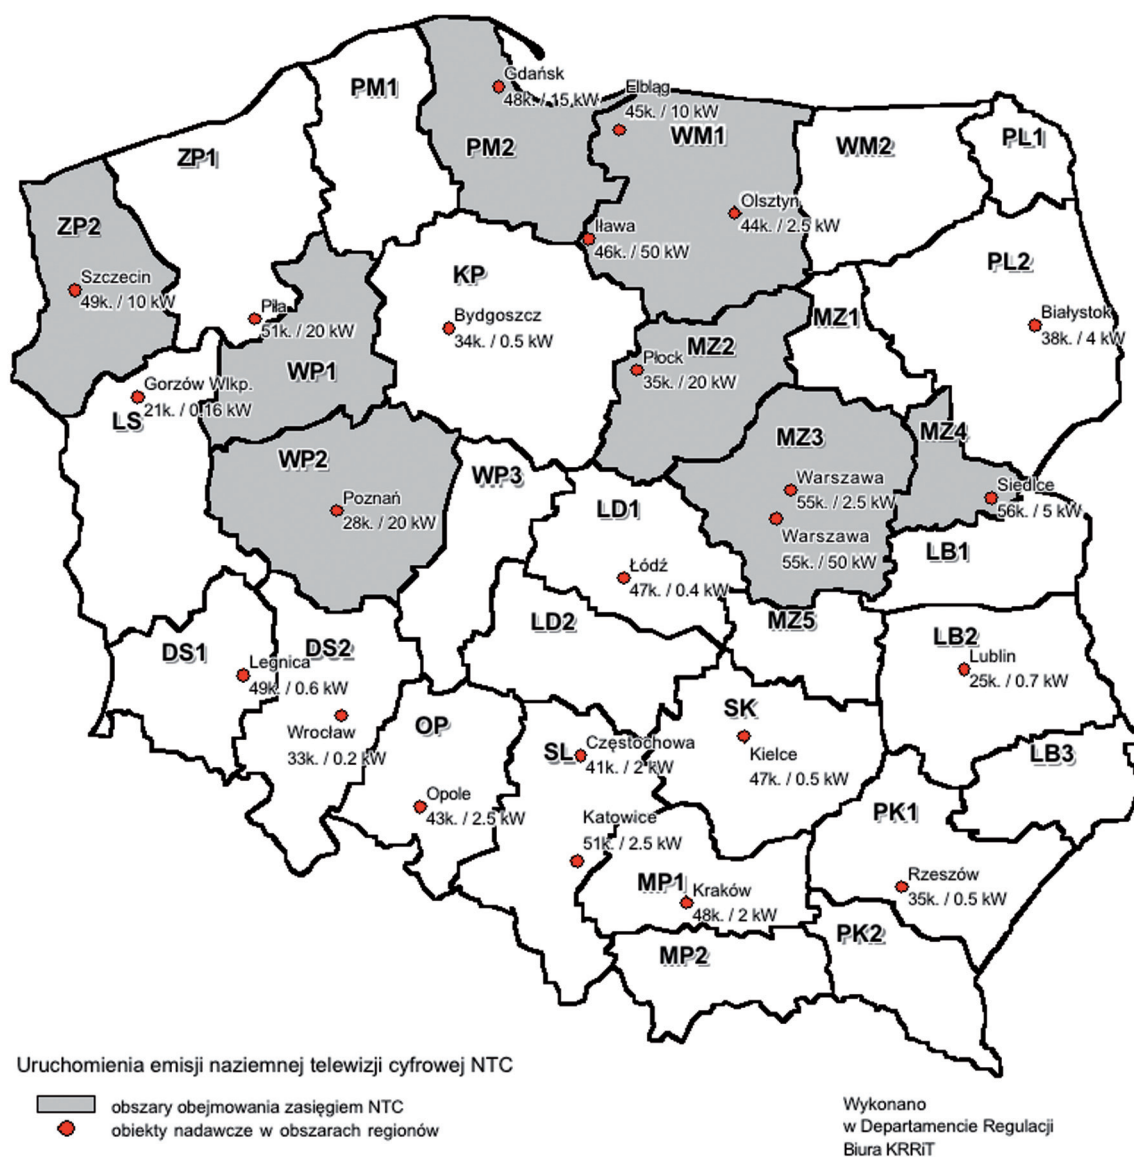 Gdańsk
48k. / 15 kW
Elbląg
45k. / 10 kW
PM1
PM2
WM1
WM2
PL1
ZP1
ZP2
Olsztyn
44k. / 2.5 kW
Iława
46k. / 50 kW
KP
PL2
Szczecin
49k. / 10 kW
Piła
51k. / 20 kW
Bydgoszcz
34k. / 0.5 kW
MZ1
Białystok
38k. / 4 kW
WP1
MZ2
Płock
35k. / 20 kW
Gorzów Wlkp.
21k. / 0.16 kW
LS
MZ3
MZ4
WP2
WP3
Poznań
28k. / 20 kW
Warszawa
55k. / 2.5 kW
Siedlce
56k. / 5 kW
LD1
Warszawa
55k. / 50 kW
LB1
Łódź
47k. / 0.4 kW
LD2
MZ5
DS1
DS2
LB2
Legnica
49k. / 0.6 kW
Lublin
25k. / 0.7 kW
Wrocław
33k. / 0.2 kW
OP
SK
SL
Częstochowa
41k. / 2 kW
Kielce
47k. / 0.5 kW
LB3
Opole
43k. / 2.5 kW
Katowice
51k. / 2.5 kW
PK1
MP1
Kraków
48k. / 2 kW
Rzeszów
35k. / 0.5 kW
MP2
PK2
Uruchomienia emisji naziemnej telewizji cyfrowej NTC
obszary obejmowania zasięgiem NTC
obiekty nadawcze w obszarach regionów
Wykonano
w Departamencie Regulacji
Biura KRRiT